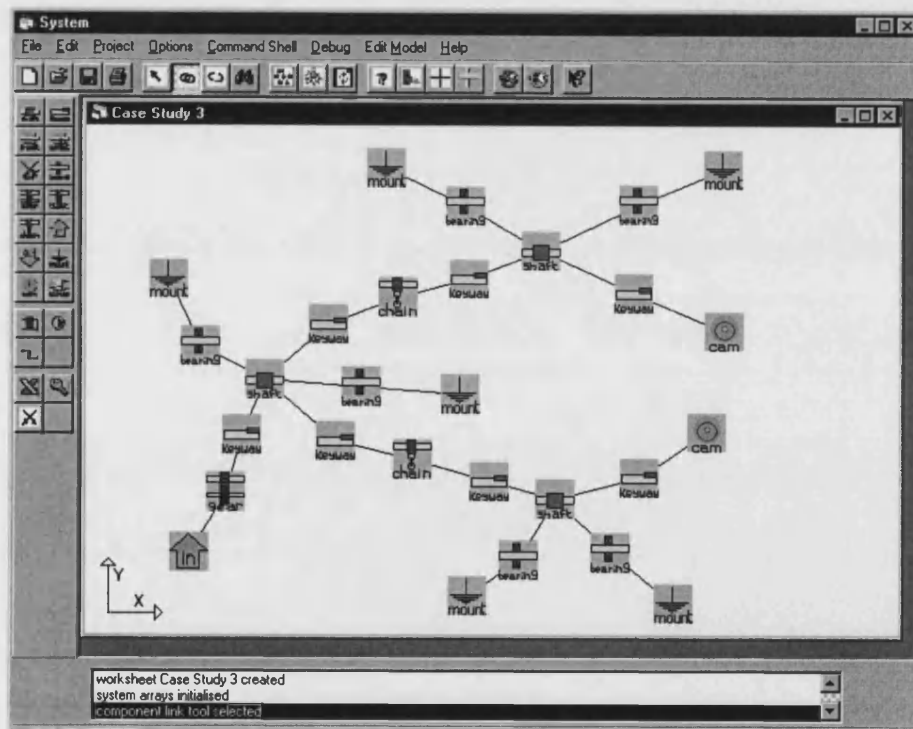 System
File Edit Project Options Command Shell Debug Edit Model Help
Case Study 3
mount
mount
bearing
bearing
shaft
mount
keyway
keyway
chain
keyway
cam
bearing
shaft
bearing
mount
keyway
keyway
cam
chain
keyway
keyway
gear
shaft
in
bearing
bearing
mount
mount
Y
X
worksheet Case Study 3 created
system arrays initialised
component link tool selected